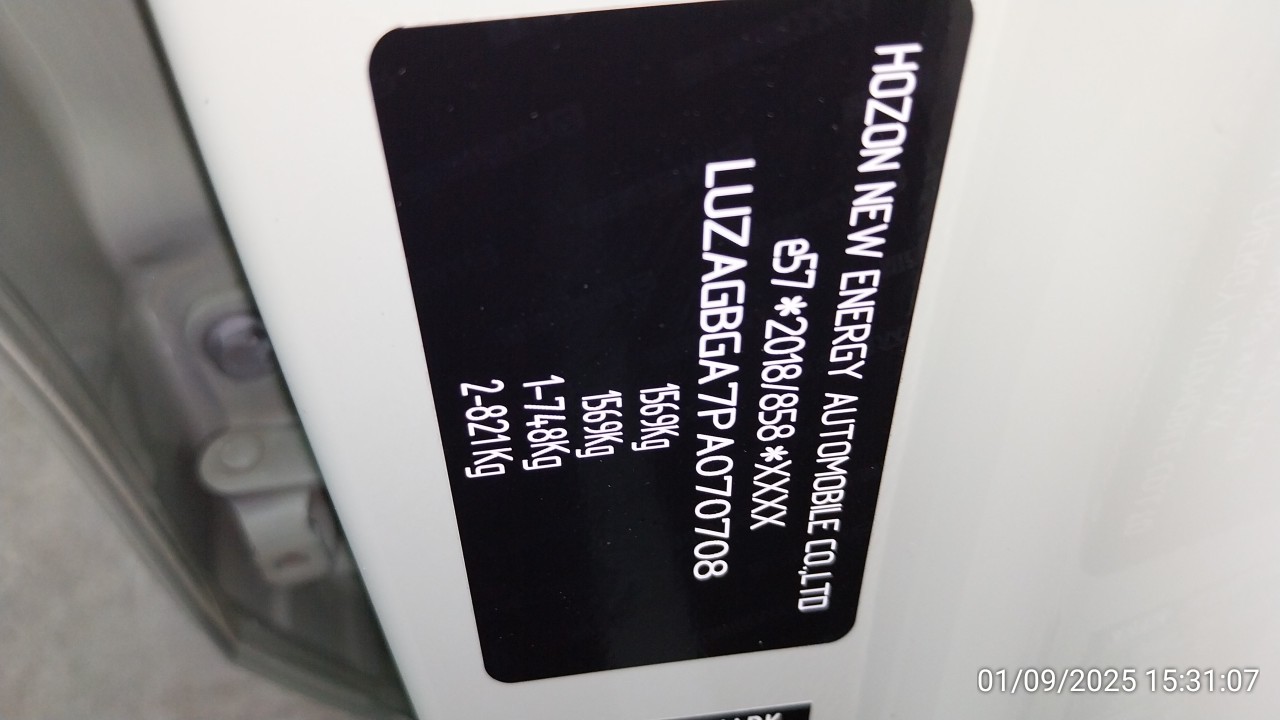 HOZON NEW ENERGY AUTOMOBILE CO.,LTD
e57*2018/858*XXXX
LUZAGBGA7PA070708
1569Kg
1569Kg
1-748Kg
2-821Kg
01/09/2025 15:31:07